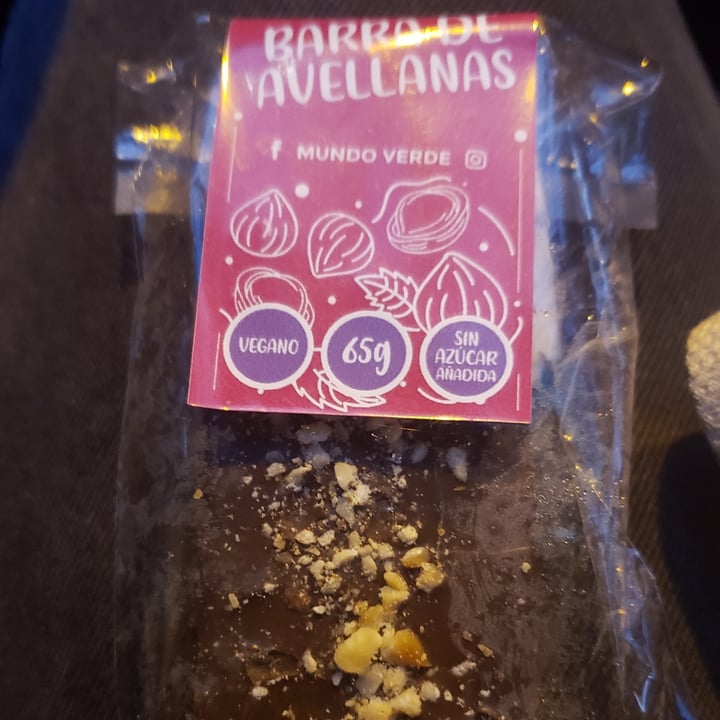 BARRA DE
AVELLANAS
f MUNDO VERDE
VEGANO
65g
SIN
AZÚCAR
AÑADIDA